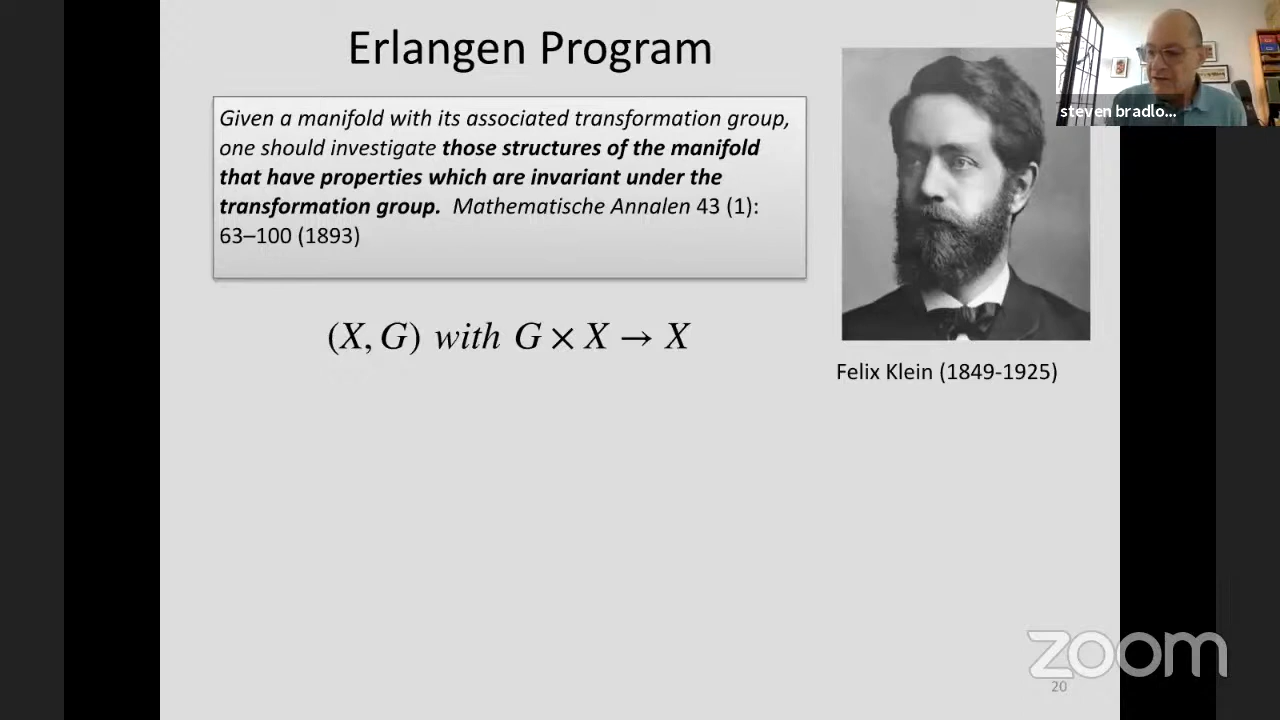 Erlangen Program
steven bradlo...
Given a manifold with its associated transformation group,
one should investigate those structures of the manifold
that have properties which are invariant under the
transformation group. Mathematische Annalen 43 (1):
63–100 (1893)
(X, G) with G × X → X
Felix Klein (1849-1925)
zoom
20